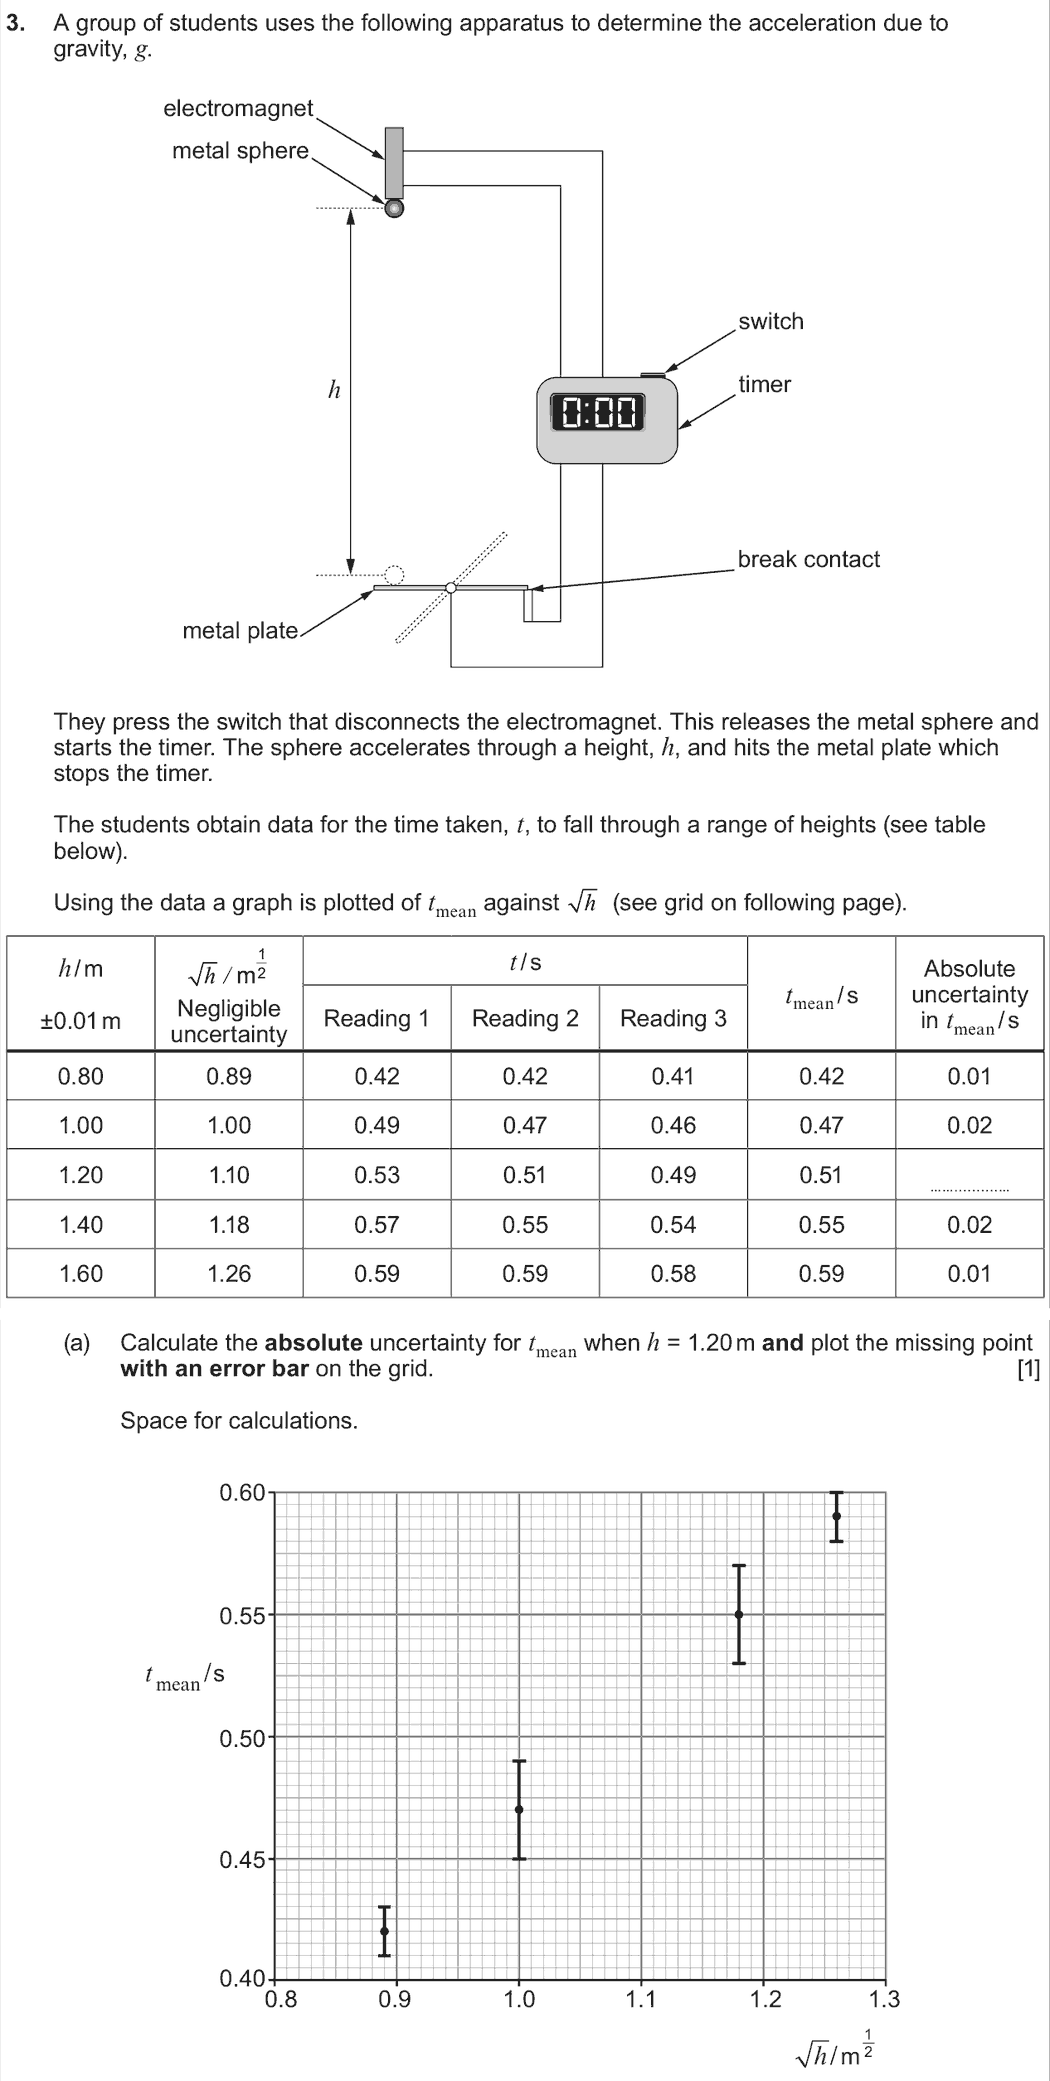 3. A group of students uses the following apparatus to determine the acceleration due to
gravity, g.
electromagnet
metal sphere
switch
timer
h
0:00
break contact
metal plate
They press the switch that disconnects the electromagnet. This releases the metal sphere and
starts the timer. The sphere accelerates through a height, h, and hits the metal plate which
stops the timer.
The students obtain data for the time taken, t, to fall through a range of heights (see table
below).
Using the data a graph is plotted of t_mean against √h (see grid on following page).
h/m
±0.01 m
√h / m^(1/2)
Negligible
uncertainty
t/s
Reading 1 Reading 2 Reading 3
t_mean/s
Absolute
uncertainty
in t_mean/s
0.80 0.89 0.42 0.42 0.41 0.42 0.01
1.00 1.00 0.49 0.47 0.46 0.47 0.02
1.20 1.10 0.53 0.51 0.49 0.51 ....................
1.40 1.18 0.57 0.55 0.54 0.55 0.02
1.60 1.26 0.59 0.59 0.58 0.59 0.01
(a) Calculate the absolute uncertainty for t_mean when h = 1.20 m and plot the missing point
with an error bar on the grid. [1]
Space for calculations.
0.60
0.55
t_mean/s
0.50
0.45
0.40
0.8 0.9 1.0 1.1 1.2 1.3
√h/m^(1/2)